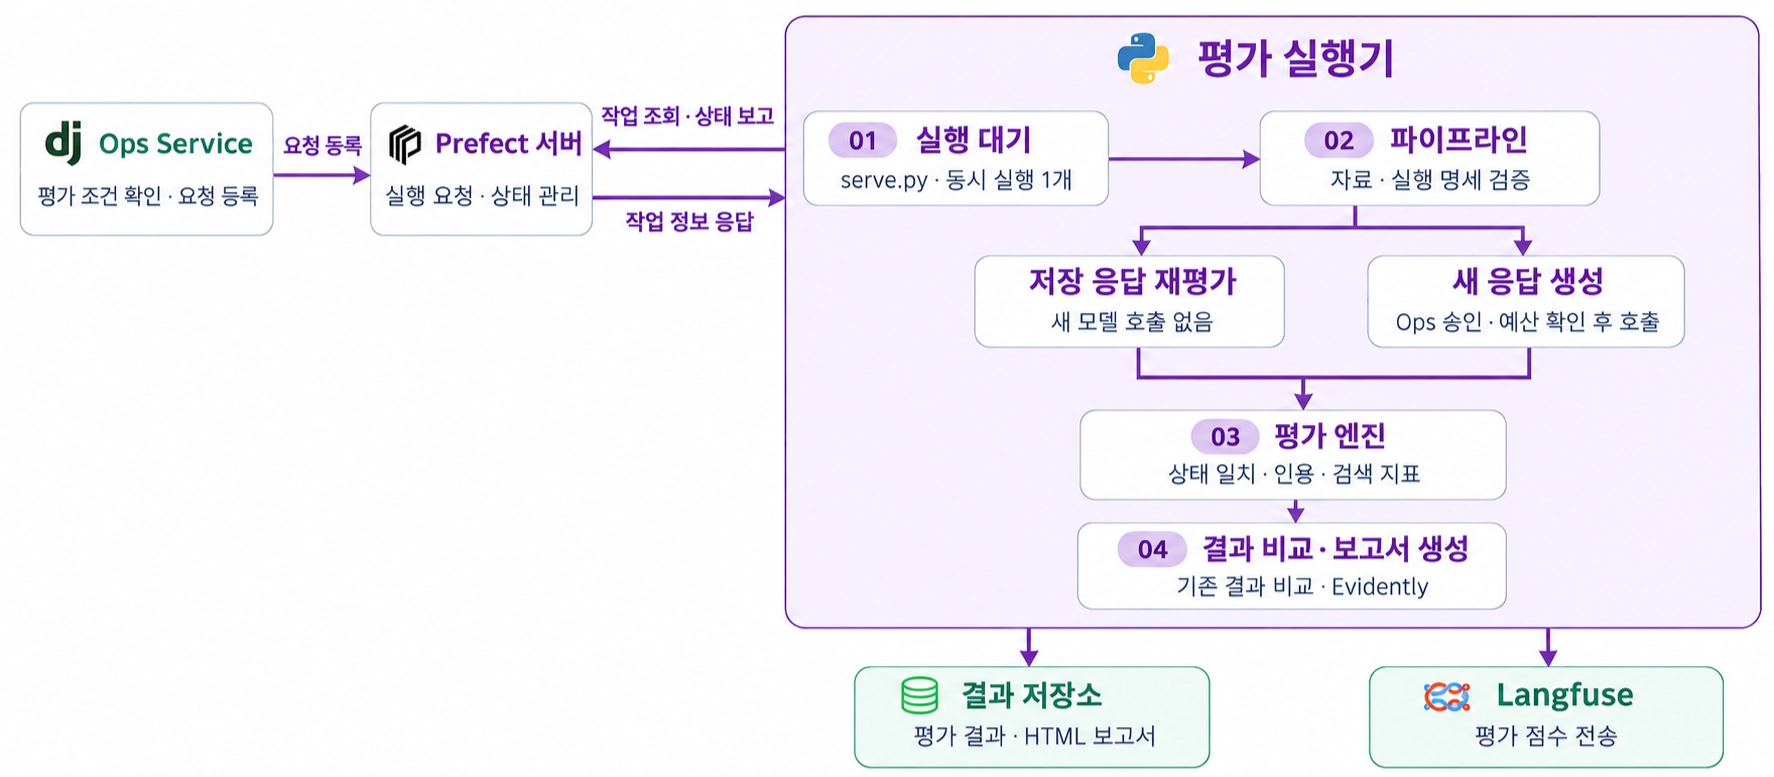 평가 실행기
dj Ops Service
평가 조건 확인 · 요청 등록
요청 등록
Prefect 서버
실행 요청 · 상태 관리
작업 조회 · 상태 보고
작업 정보 응답
01 실행 대기
serve.py · 동시 실행 1개
02 파이프라인
자료 · 실행 명세 검증
저장 응답 재평가
새 모델 호출 없음
새 응답 생성
Ops 송인 · 예산 확인 후 호출
03 평가 엔진
상태 일치 · 인용 · 검색 지표
04 결과 비교 · 보고서 생성
기존 결과 비교 · Evidently
결과 저장소
평가 결과 · HTML 보고서
Langfuse
평가 점수 전송